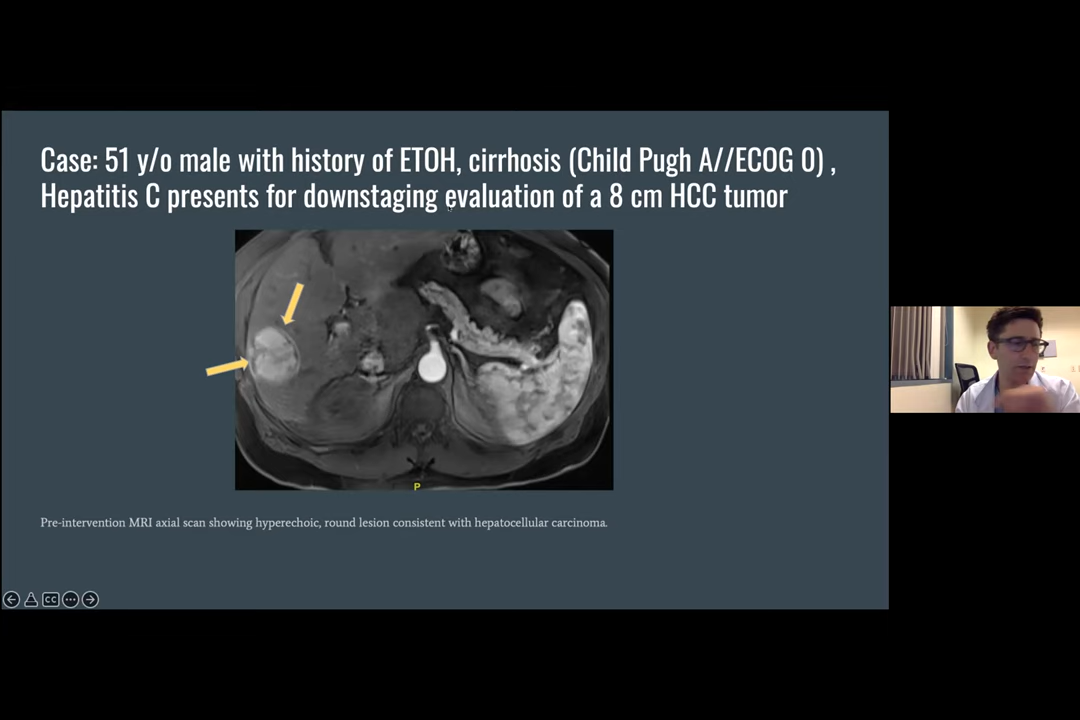 Case: 51 y/o male with history of ETOH, cirrhosis (Child Pugh A//ECOG 0) ,
Hepatitis C presents for downstaging evaluation of a 8 cm HCC tumor
P
Pre-intervention MRI axial scan showing hyperechoic, round lesion consistent with hepatocellular carcinoma.
CC